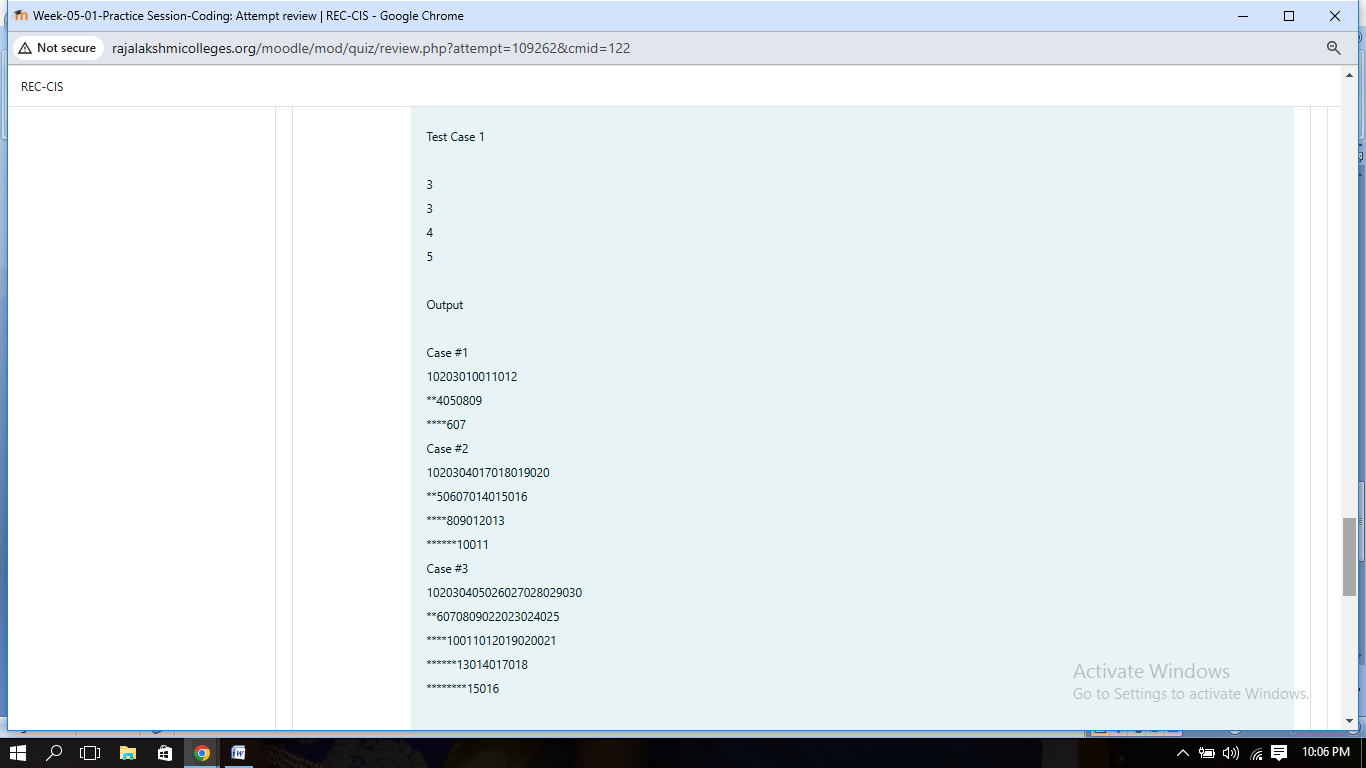 Week-05-01-Practice Session-Coding: Attempt review | REC-CIS - Google Chrome
Not secure rajalakshmicolleges.org/moodle/mod/quiz/review.php?attempt=109262&cmid=122
REC-CIS
Test Case 1
3
3
4
5
Output
Case #1
10203010011012
**4050809
****607
Case #2
1020304017018019020
**50607014015016
****809012013
******10011
Case #3
102030405026027028029030
**6070809022023024025
****10011012019020021
******13014017018
********15016
Activate Windows
Go to Settings to activate Windows.
10:06 PM